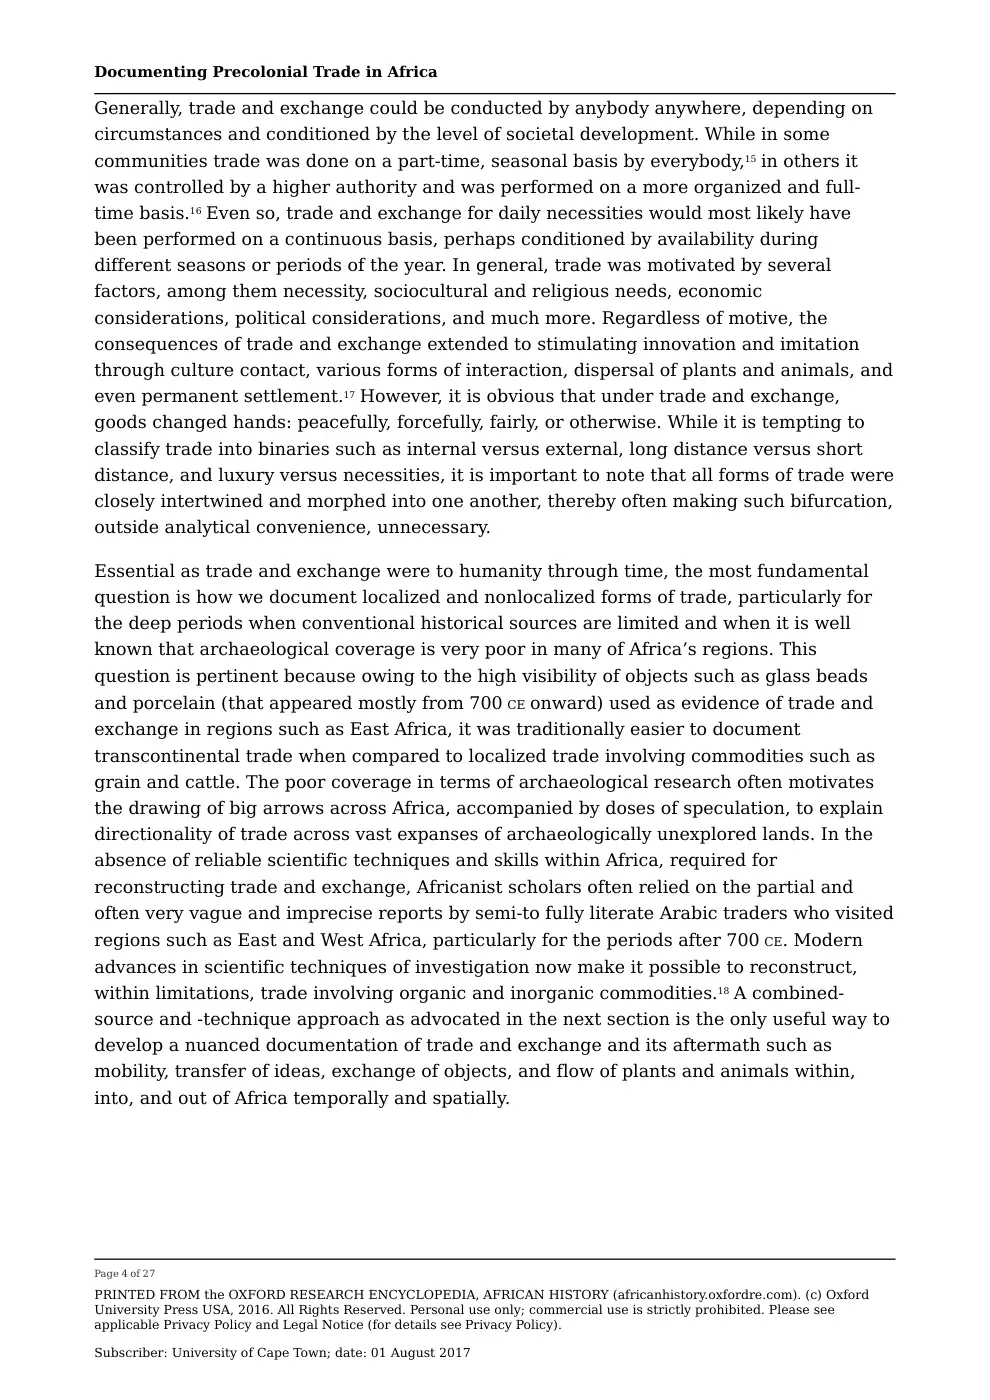 Documenting Precolonial Trade in Africa
Generally, trade and exchange could be conducted by anybody anywhere, depending on
circumstances and conditioned by the level of societal development. While in some
communities trade was done on a part-time, seasonal basis by everybody,15 in others it
was controlled by a higher authority and was performed on a more organized and full-
time basis.16 Even so, trade and exchange for daily necessities would most likely have
been performed on a continuous basis, perhaps conditioned by availability during
different seasons or periods of the year. In general, trade was motivated by several
factors, among them necessity, sociocultural and religious needs, economic
considerations, political considerations, and much more. Regardless of motive, the
consequences of trade and exchange extended to stimulating innovation and imitation
through culture contact, various forms of interaction, dispersal of plants and animals, and
even permanent settlement.17 However, it is obvious that under trade and exchange,
goods changed hands: peacefully, forcefully, fairly, or otherwise. While it is tempting to
classify trade into binaries such as internal versus external, long distance versus short
distance, and luxury versus necessities, it is important to note that all forms of trade were
closely intertwined and morphed into one another, thereby often making such bifurcation,
outside analytical convenience, unnecessary.
Essential as trade and exchange were to humanity through time, the most fundamental
question is how we document localized and nonlocalized forms of trade, particularly for
the deep periods when conventional historical sources are limited and when it is well
known that archaeological coverage is very poor in many of Africa’s regions. This
question is pertinent because owing to the high visibility of objects such as glass beads
and porcelain (that appeared mostly from 700 CE onward) used as evidence of trade and
exchange in regions such as East Africa, it was traditionally easier to document
transcontinental trade when compared to localized trade involving commodities such as
grain and cattle. The poor coverage in terms of archaeological research often motivates
the drawing of big arrows across Africa, accompanied by doses of speculation, to explain
directionality of trade across vast expanses of archaeologically unexplored lands. In the
absence of reliable scientific techniques and skills within Africa, required for
reconstructing trade and exchange, Africanist scholars often relied on the partial and
often very vague and imprecise reports by semi-to fully literate Arabic traders who visited
regions such as East and West Africa, particularly for the periods after 700 CE. Modern
advances in scientific techniques of investigation now make it possible to reconstruct,
within limitations, trade involving organic and inorganic commodities.18 A combined-
source and -technique approach as advocated in the next section is the only useful way to
develop a nuanced documentation of trade and exchange and its aftermath such as
mobility, transfer of ideas, exchange of objects, and flow of plants and animals within,
into, and out of Africa temporally and spatially.
Page 4 of 27
PRINTED FROM the OXFORD RESEARCH ENCYCLOPEDIA, AFRICAN HISTORY (africanhistory.oxfordre.com). (c) Oxford
University Press USA, 2016. All Rights Reserved. Personal use only; commercial use is strictly prohibited. Please see
applicable Privacy Policy and Legal Notice (for details see Privacy Policy).
Subscriber: University of Cape Town; date: 01 August 2017